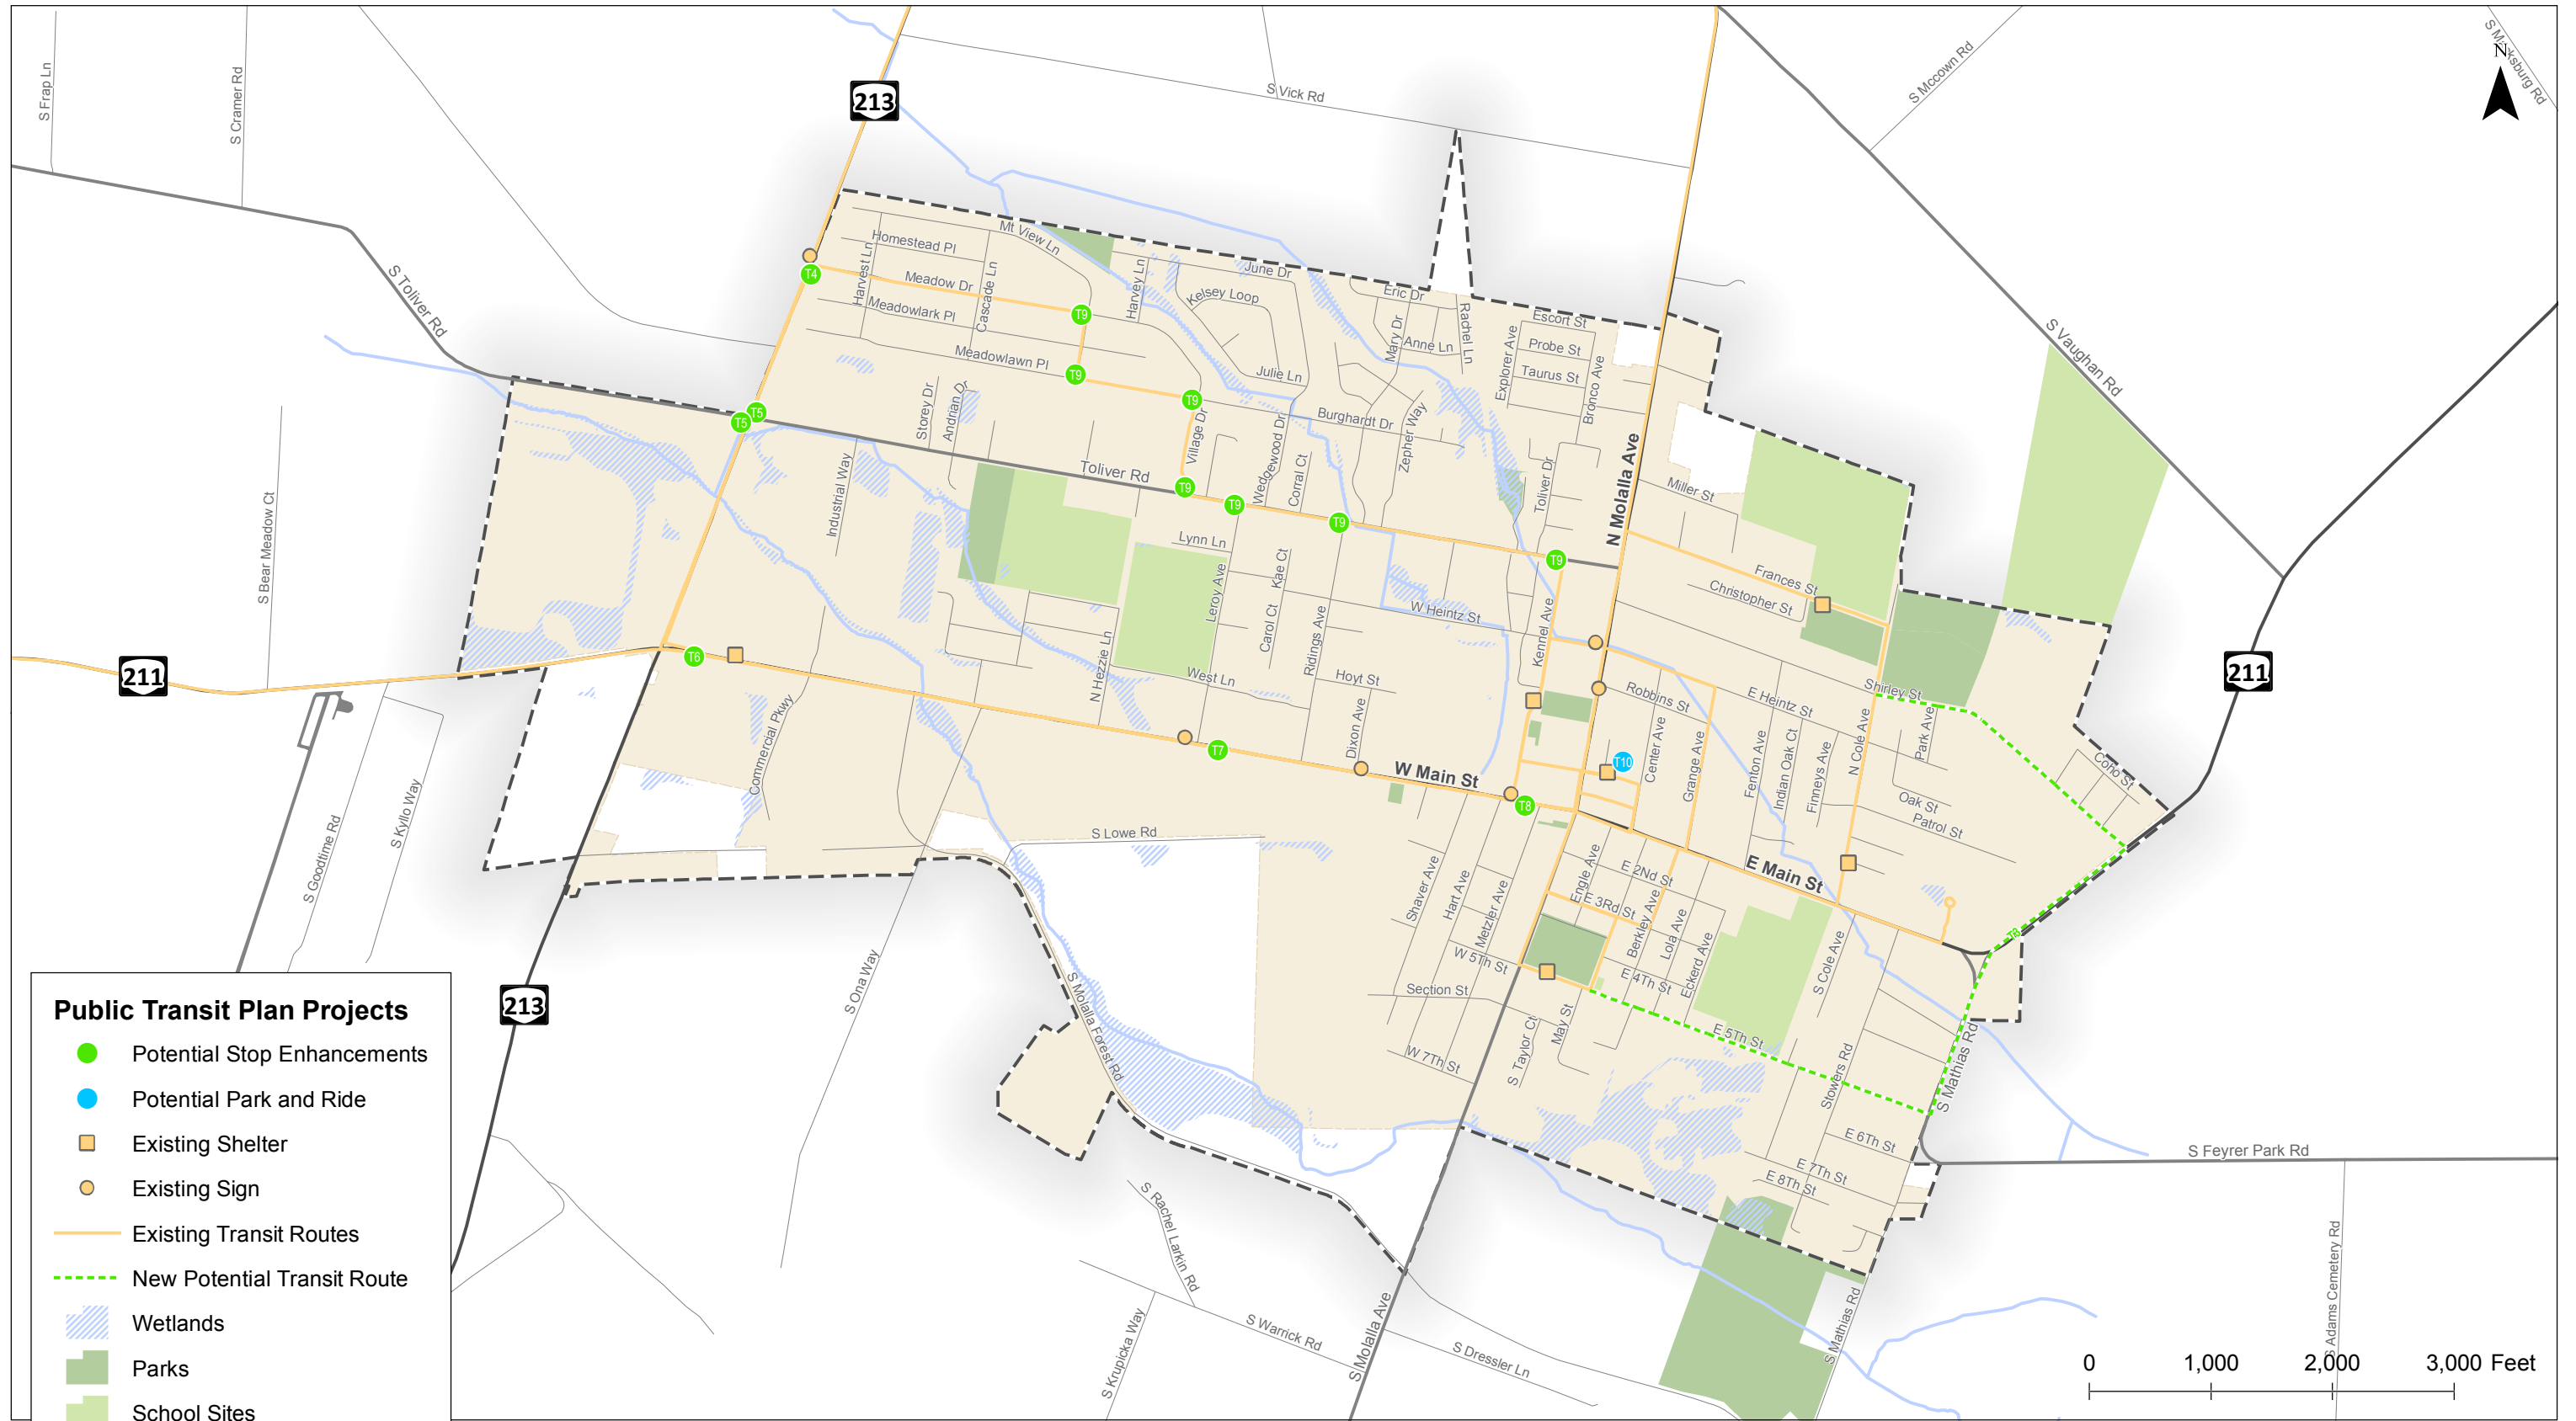 S Frap Ln
S Cramer Rd
213
S Vick Rd
S Mccown Rd
N
S Toliver Rd
Homestead Pl
Mt View Ln
Harvest Ln
Meadow Dr
Cascade Ln
Meadowlark Pl
Meadowlawn Pl
Harvey Ln
June Dr
Kelsey Loop
Julie Ln
Eric Dr
Mary Dr
Anne Ln
Rachel Ln
Escort St
Probe St
Taurus St
Explorer Ave
Bronco Ave
S Vaughan Rd
T4
T9
T9
T9
T5
T5
Storey Dr
Andrian Dr
Village Dr
Burghardt Dr
Zepher Way
Wedgewood Dr
Corral Ct
Toliver Rd
Toliver Dr
N Molalla Ave
Miller St
Industrial Way
T9
T9
T9
T9
S Bear Meadow Ct
Lynn Ln
Leroy Ave
Kae Ct
Carol Ct
Ridings Ave
W Heintz St
Kennel Ave
Frances St
Christopher St
211
T6
N Hezzie Ln
West Ln
Hoyt St
Dixon Ave
Robbins St
E Heintz St
Shirley St
211
Commercial Pkwy
T7
W Main St
T8
T10
Center Ave
Grange Ave
Fenton Ave
Indian Oak Ct
Finneys Ave
N Cole Ave
Park Ave
Coho St
Oak St
Patrol St
S Goodtime Rd
S Kyllo Way
S Lowe Rd
Shaver Ave
Hart Ave
Metzler Ave
Engle Ave
E 2Nd St
E 3Rd St
Berkley Ave
Lola Ave
Eckerd Ave
E 4Th St
E Main St
S Cole Ave
T3
W 5Th St
Section St
W 7Th St
S Taylor Ct
May St
E 5Th St
Stowers Rd
S Mathias Rd
S Ona Way
S Molalla Forest Rd
213
E 6Th St
E 7Th St
E 8Th St
S Feyrer Park Rd
S Rachel Larkin Rd
S Krupicka Way
S Warrick Rd
S Molalla Ave
S Dressler Ln
S Mathias Rd
S Adams Cemetery Rd
Public Transit Plan Projects
Potential Stop Enhancements
Potential Park and Ride
Existing Shelter
Existing Sign
Existing Transit Routes
New Potential Transit Route
Wetlands
Parks
School Sites
0 1,000 2,000 3,000 Feet